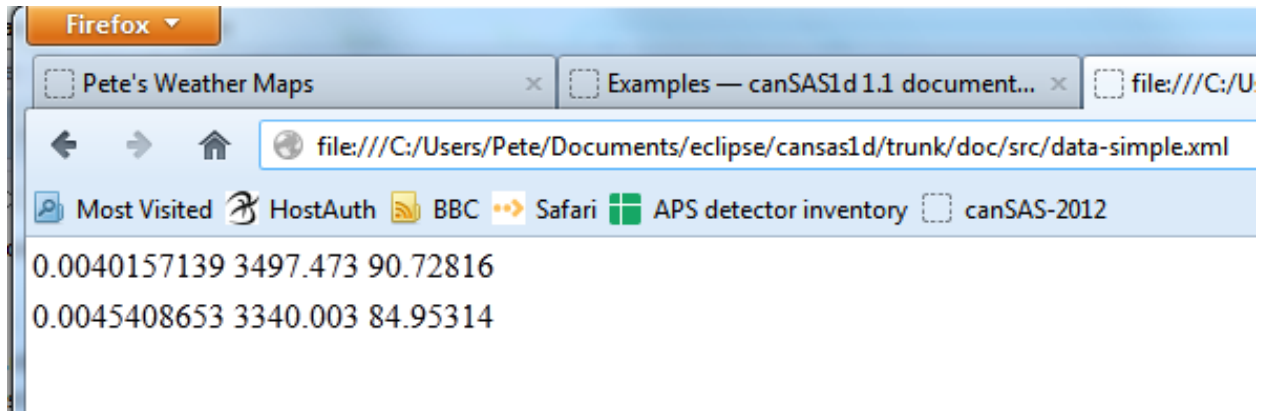 Firefox
Pete's Weather Maps × Examples — canSAS1d 1.1 document... × file:///C:/U
file:///C:/Users/Pete/Documents/eclipse/cansas1d/trunk/doc/src/data-simple.xml
Most Visited HostAuth BBC Safari APS detector inventory canSAS-2012
0.0040157139 3497.473 90.72816
0.0045408653 3340.003 84.95314